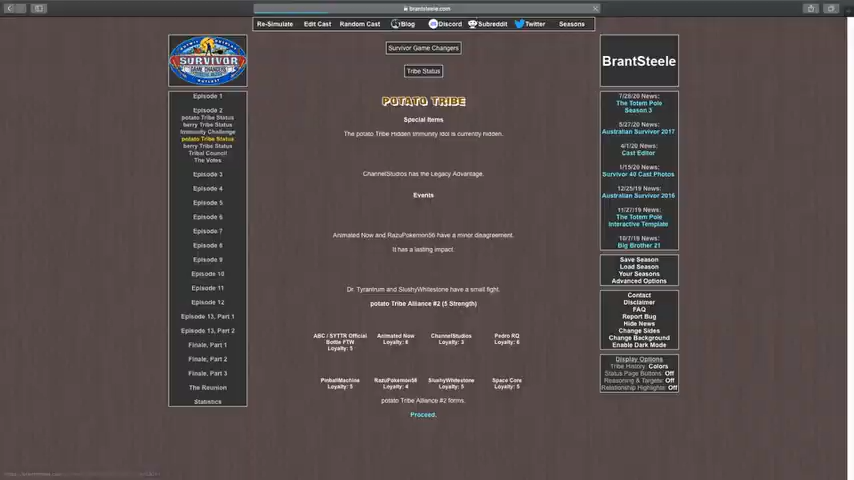 brantsteele.com
Re-Simulate
Edit Cast
Random Cast
Blog
Discord
Subreddit
Twitter
Seasons
SURVIVOR
GAME CHANGERS
Episode 1
Episode 2
potato Tribe Status
berry Tribe Status
Immunity Challenge
potato Tribe Status
berry Tribe Status
Tribal Council
The Votes
Episode 3
Episode 4
Episode 5
Episode 6
Episode 7
Episode 8
Episode 9
Episode 10
Episode 11
Episode 12
Episode 13, Part 1
Episode 13, Part 2
Finale, Part 1
Finale, Part 2
Finale, Part 3
The Reunion
Statistics
Survivor Game Changers
Tribe Status
POTATO TRIBE
Special Items
The potato Tribe Hidden Immunity Idol is currently hidden.
ChannelStudios has the Legacy Advantage.
Events
Animated Now and RazuPokemon56 have a minor disagreement.
It has a lasting impact.
Dr. Tyrantrum and SlushyWhitestone have a small fight.
potato Tribe Alliance #2 (5 Strength)
ABC / SYTTR Official
Bottle FTW
Loyalty: 5
Animated Now
Loyalty: 6
ChannelStudios
Loyalty: 3
Pedro RQ
Loyalty: 6
PinballMachine
Loyalty: 5
RazuPokemon56
Loyalty: 4
SlushyWhitestone
Loyalty: 5
Space Core
Loyalty: 5
potato Tribe Alliance #2 forms.
Proceed.
BrantSteele
7/28/20 News:
The Totem Pole
Season 3
5/27/20 News:
Australian Survivor 2017
4/1/20 News:
Cast Editor
1/15/20 News:
Survivor 40 Cast Photos
12/25/19 News:
Australian Survivor 2016
11/27/19 News:
The Totem Pole
Interactive Template
10/7/19 News:
Big Brother 21
Save Season
Load Season
Your Seasons
Advanced Options
Contact
Disclaimer
FAQ
Report Bug
Hide News
Change Sides
Change Background
Enable Dark Mode
Display Options
Tribe History: Colors
Status Page Buttons: Off
Reasoning & Targets: Off
Relationship Highlights: Off